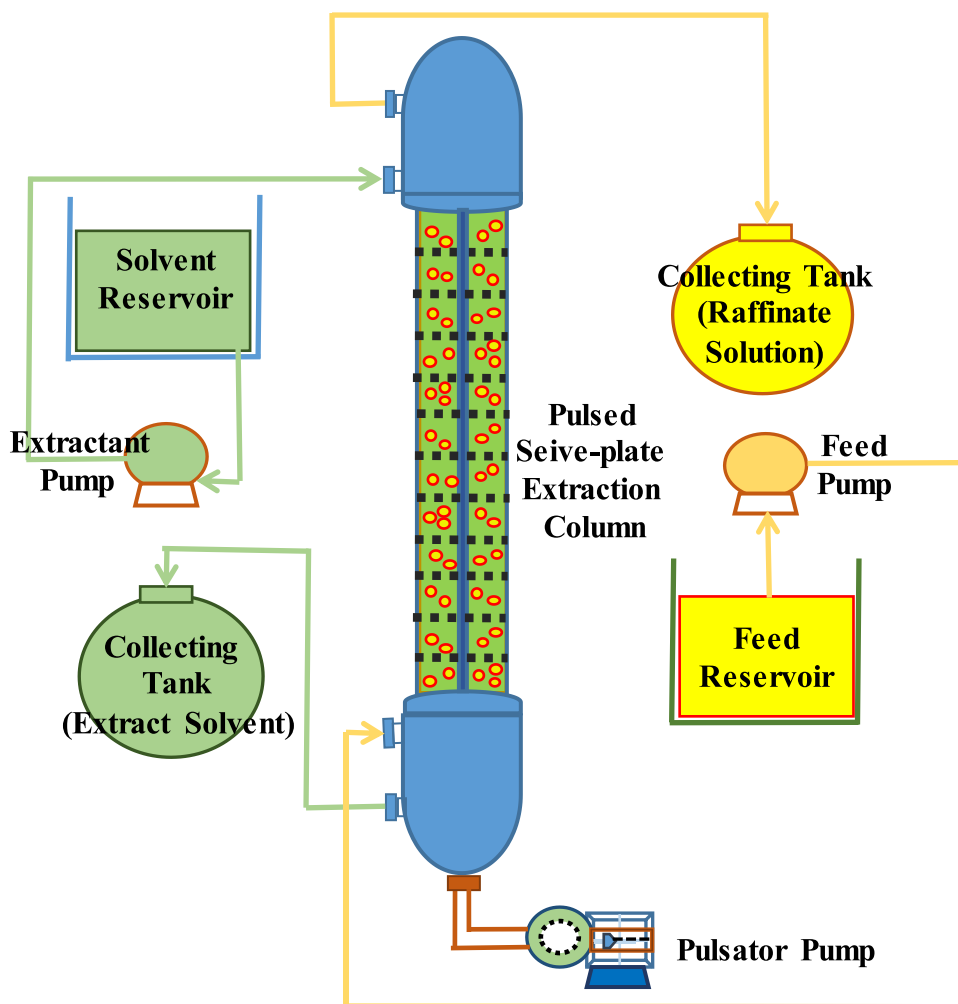 Solvent
Reservoir
Extractant
Pump
Collecting
Tank
(Extract Solvent)
Pulsed
Seive-plate
Extraction
Column
Collecting Tank
(Raffinate
Solution)
Feed
Pump
Feed
Reservoir
Pulsator Pump